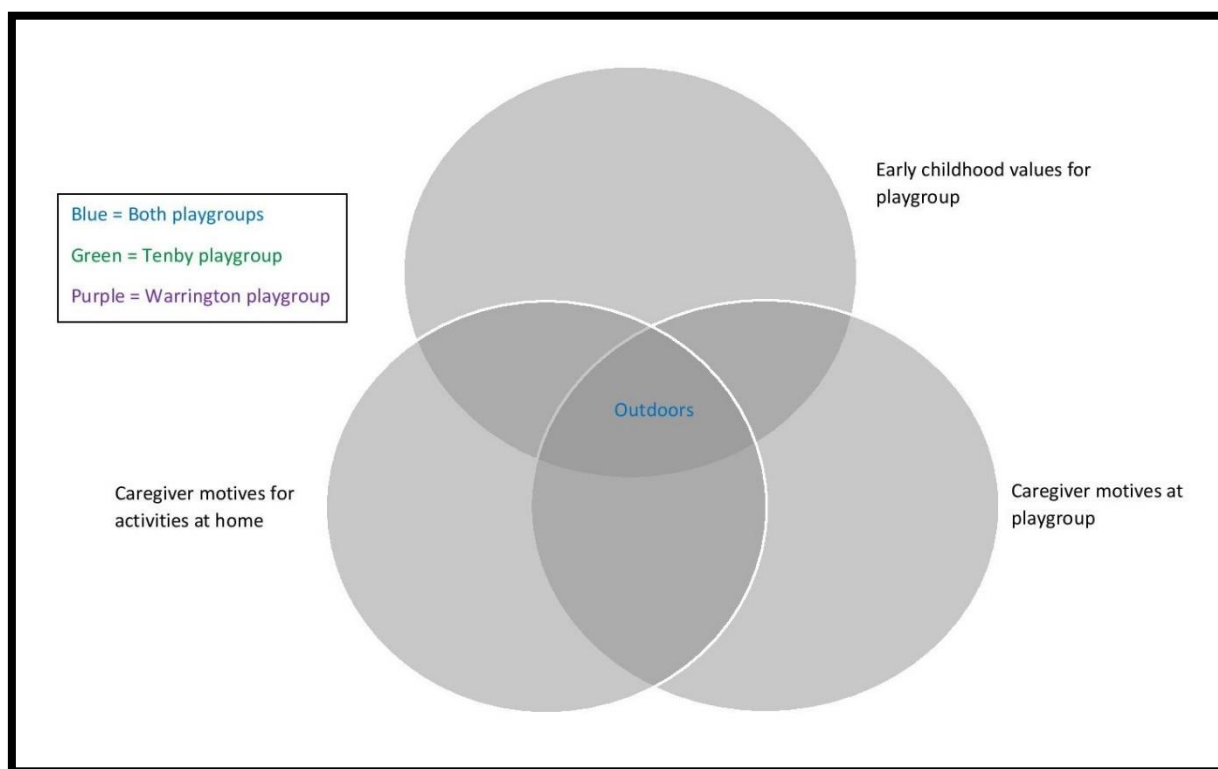 Early childhood values for
playgroup
Blue = Both playgroups
Green = Tenby playgroup
Purple = Warrington playgroup
Outdoors
Caregiver motives for
activities at home
Caregiver motives at
playgroup